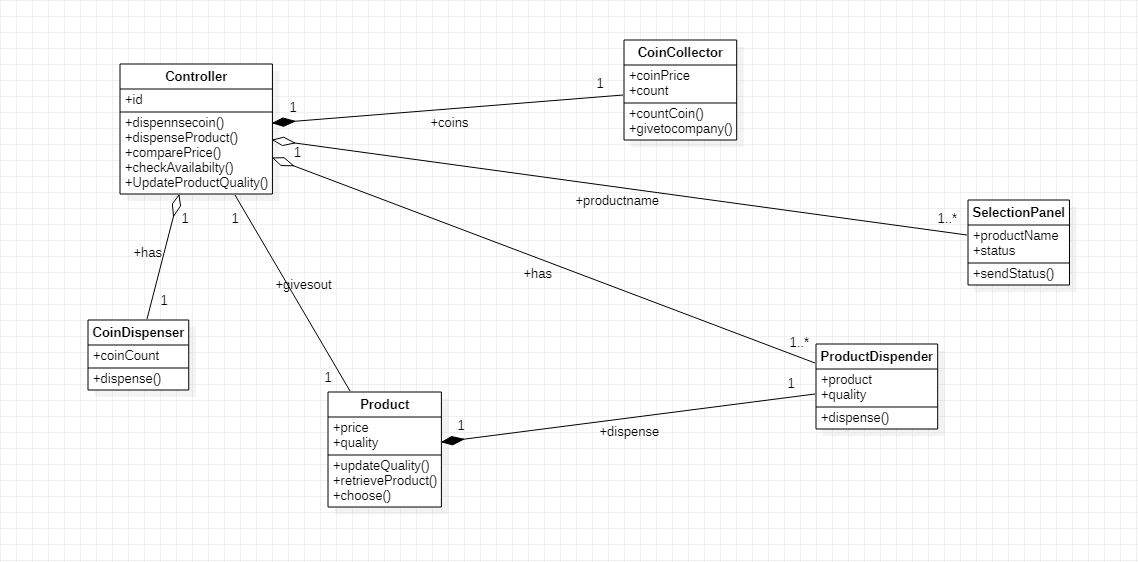 Controller
+id
+dispennsecoin()
+dispenseProduct()
+comparePrice()
+checkAvailabilty()
+UpdateProductQuality()
CoinCollector
+coinPrice
+count
+countCoin()
+givetocompany()
1
1
+coins
1
+productname
1..*
SelectionPanel
+productName
+status
+sendStatus()
+has
1..*
1
+has
1
1
+givesout
1
CoinDispenser
+coinCount
+dispense()
ProductDispender
+product
+quality
+dispense()
Product
+price
+quality
+updateQuality()
+retrieveProduct()
+choose()
1
+dispense
1